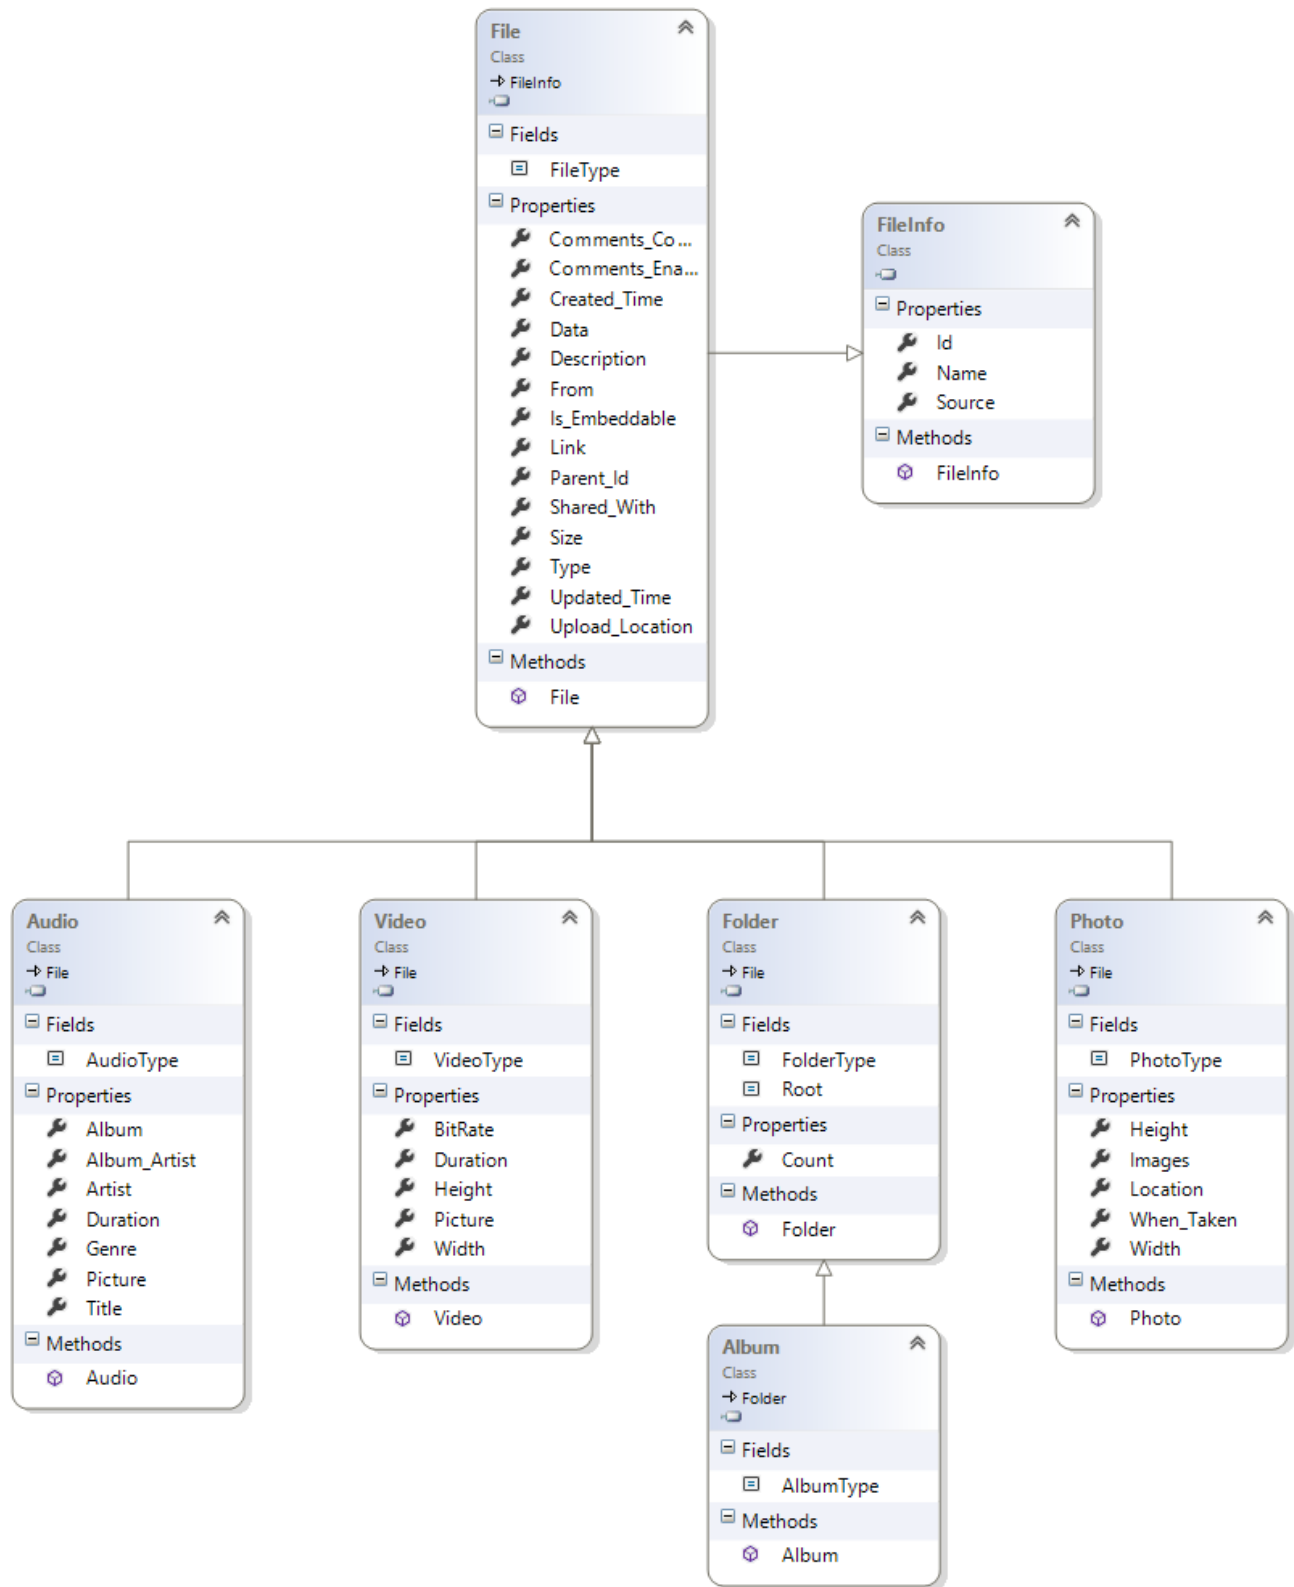 File
Class
FileInfo
Fields
FileType
Properties
Comments_Co...
Comments_Ena...
Created_Time
Data
Description
From
Is_Embeddable
Link
Parent_Id
Shared_With
Size
Type
Updated_Time
Upload_Location
Methods
File
FileInfo
Class
Properties
Id
Name
Source
Methods
FileInfo
Audio
Class
File
Fields
AudioType
Properties
Album
Album_Artist
Artist
Duration
Genre
Picture
Title
Methods
Audio
Video
Class
File
Fields
VideoType
Properties
BitRate
Duration
Height
Picture
Width
Methods
Video
Folder
Class
File
Fields
FolderType
Root
Properties
Count
Methods
Folder
Photo
Class
File
Fields
PhotoType
Properties
Height
Images
Location
When_Taken
Width
Methods
Photo
Album
Class
Folder
Fields
AlbumType
Methods
Album